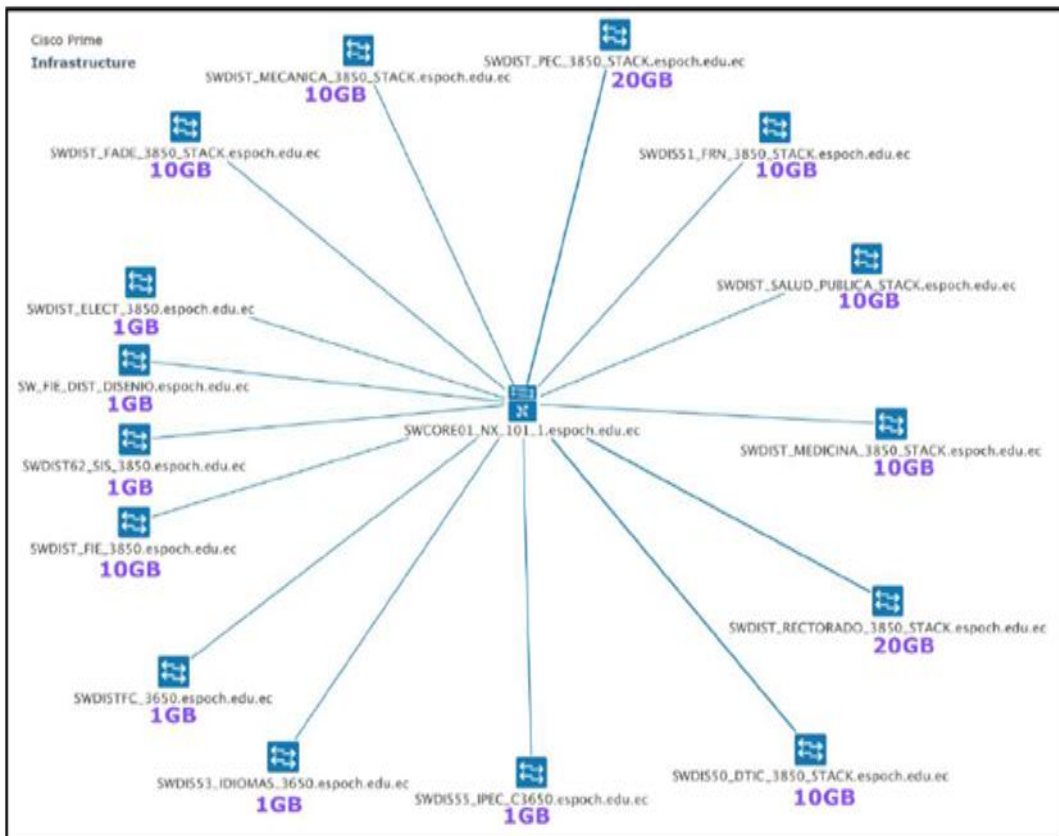 Cisco Prime
Infrastructure
SWDIST_MECANICA_3850_STACK.espoch.edu.ec
10GB
SWDIST_PEC_3850_STACK.espoch.edu.ec
20GB
SWDIST_FADE_3850_STACK.espoch.edu.ec
10GB
SWDIS51_FRN_3850_STACK.espoch.edu.ec
10GB
SWDIST_SALUD_PUBLICA_STACK.espoch.edu.ec
10GB
SWDIST_ELECT_3850.espoch.edu.ec
1GB
SW_FIE_DIST_DISENIO.espoch.edu.ec
1GB
SWCORE01_NX_101_1.espoch.edu.ec
SWDIST_MEDICINA_3850_STACK.espoch.edu.ec
10GB
SWDIST62_SIS_3850.espoch.edu.ec
1GB
SWDIST_FIE_3850.espoch.edu.ec
10GB
SWDIST_RECTORADO_3850_STACK.espoch.edu.ec
20GB
SWDISTFC_3650.espoch.edu.ec
1GB
SWDIS53_IDIOMAS_3650.espoch.edu.ec
1GB
SWDIS55_IPEC_C3650.espoch.edu.ec
1GB
SWDIS50_DTIC_3850_STACK.espoch.edu.ec
10GB